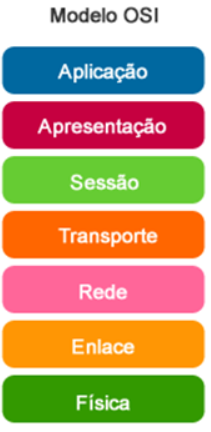 Modelo OSI
Aplicação
Apresentação
Sessão
Transporte
Rede
Enlace
Física